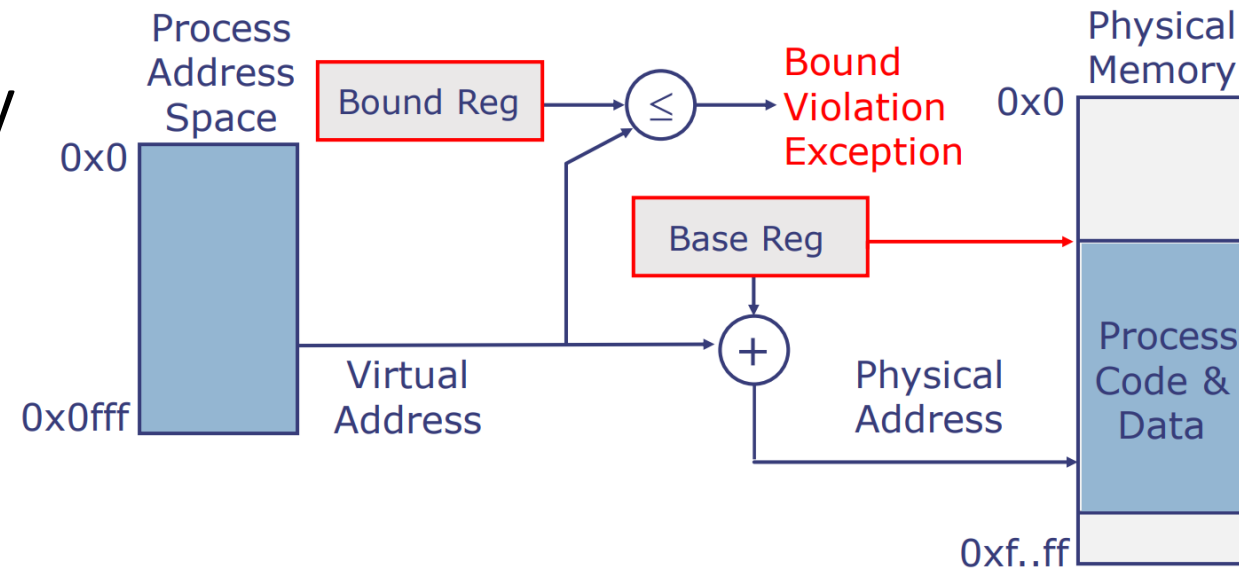 Process
Address
Space
0x0
0x0fff
Bound Reg
≤
Bound
Violation
Exception
Base Reg
+
Virtual
Address
Physical
Address
Physical
Memory
0x0
Process
Code &
Data
0xf..ff